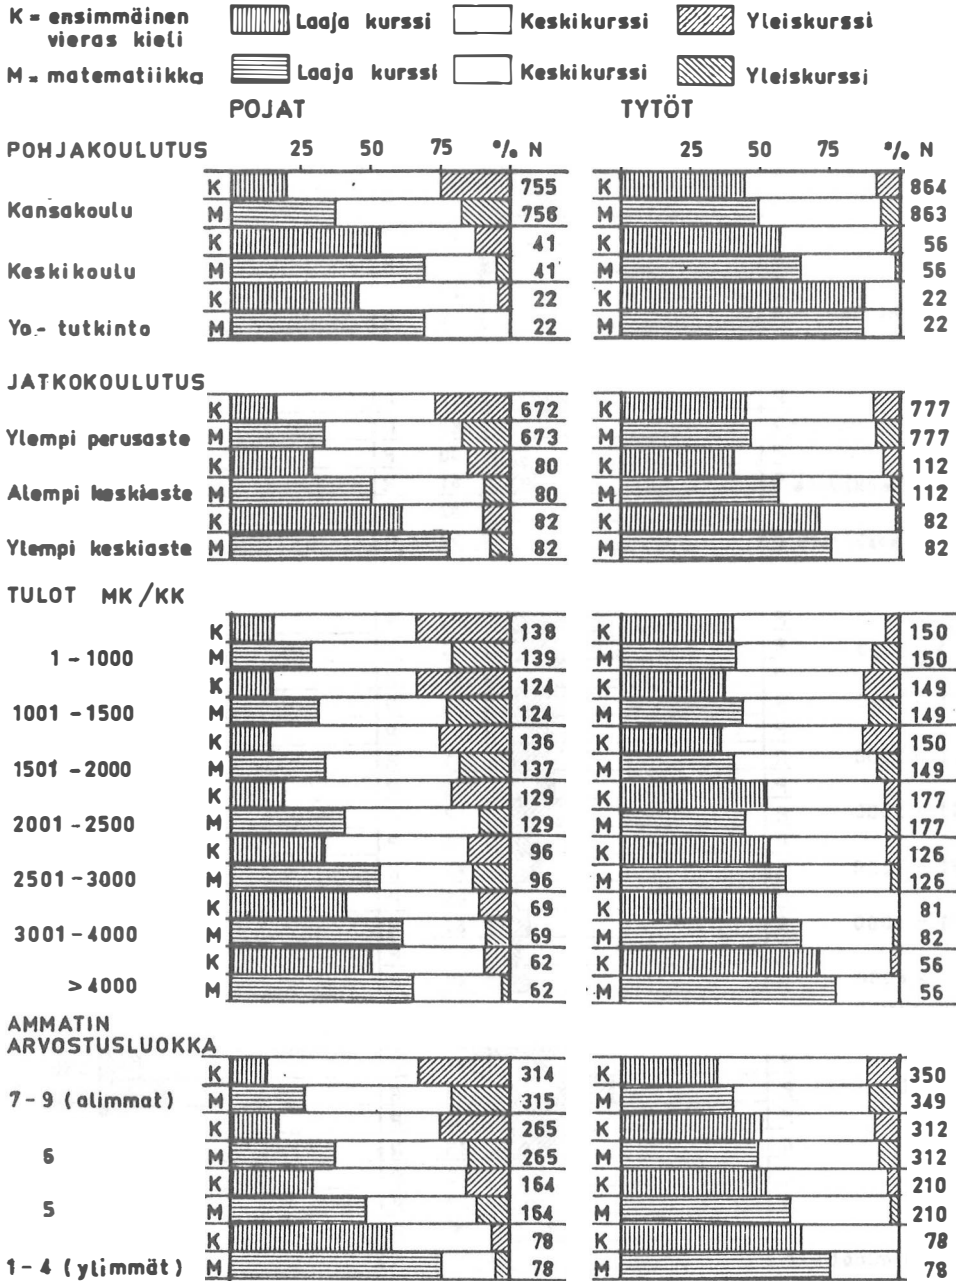 K = ensimmäinen vieras kieli Laaja kurssi Keskikurssi Yleiskurssi
M = matematiikka Laaja kurssi Keskikurssi Yleiskurssi
POJAT TYTÖT
POHJAKOULUTUS 25 50 75 % N 25 50 75 % N
K 755 K 864
Kansakoulu M 756 M 863
K 41 K 56
Keskikoulu M 41 M 56
K 22 K 22
Yo-tutkinto M 22 M 22
JATKOKOULUTUS
K 672 K 777
Ylempi perusaste M 673 M 777
K 80 K 112
Alempi keskiaste M 80 M 112
K 82 K 82
Ylempi keskiaste M 82 M 82
TULOT MK/KK
K 138 K 150
1-1000 M 139 M 150
K 124 K 149
1001-1500 M 124 M 149
K 136 K 150
1501-2000 M 137 M 149
K 129 K 177
2001-2500 M 129 M 177
K 96 K 126
2501-3000 M 96 M 126
K 69 K 81
3001-4000 M 69 M 82
K 62 K 56
>4000 M 62 M 56
AMMATIN
ARVOSTUSLUOKKA
K 314 K 350
7-9 (alimmat) M 315 M 349
K 265 K 312
6 M 265 M 312
K 164 K 210
5 M 164 M 210
K 78 K 78
1-4 (ylimmät) M 78 M 78